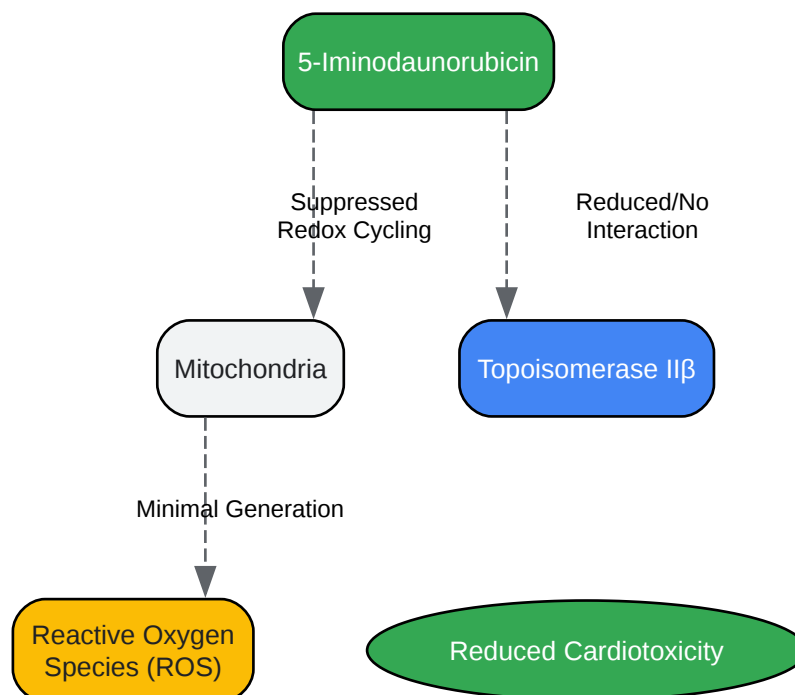 5-Iminodaunorubicin
Suppressed
Redox Cycling
Reduced/No
Interaction
Mitochondria
Topoisomerase IIβ
Minimal Generation
Reactive Oxygen
Species (ROS)
Reduced Cardiotoxicity